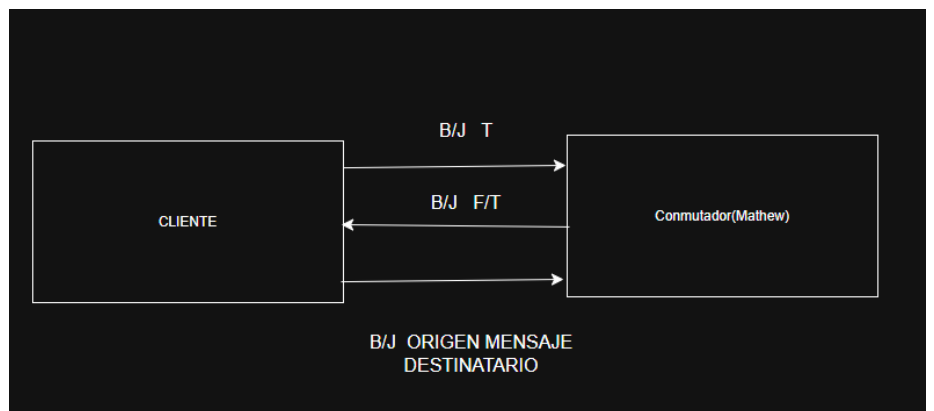 B/J T
B/J F/T
CLIENTE
Conmutador(Mathew)
B/J ORIGEN MENSAJE
DESTINATARIO